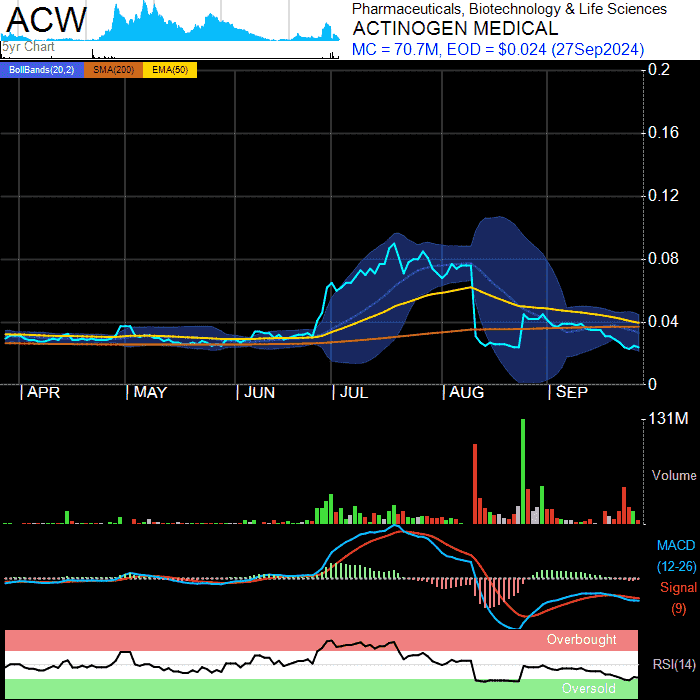 ACW
5yr Chart
Pharmaceuticals, Biotechnology & Life Sciences
ACTINOGEN MEDICAL
MC = 70.7M, EOD = $0.024 (27Sep2024)
BollBands(20,2) SMA(200) EMA(50)
0.2
0.16
0.12
0.08
0.04
0
APR MAY JUN JUL AUG SEP
131M
Volume
MACD
(12-26)
Signal
(9)
Overbought
RSI(14)
Oversold